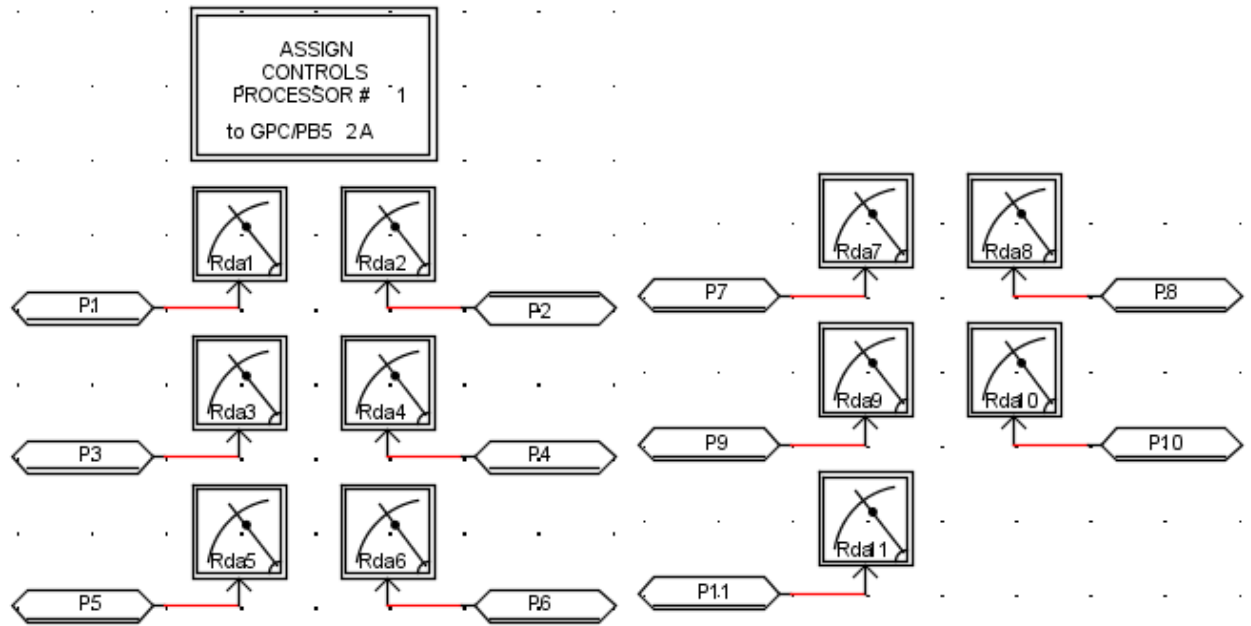 ASSIGN
CONTROLS
PROCESSOR # 1
to GPC/PB5 2A
Rda1 Rda2
P1 P2
Rda3 Rda4
P3 P4
Rda5 Rda6
P5 P6
Rda7 Rda8
P7 P8
Rda9 Rda10
P9 P10
Rda11
P11